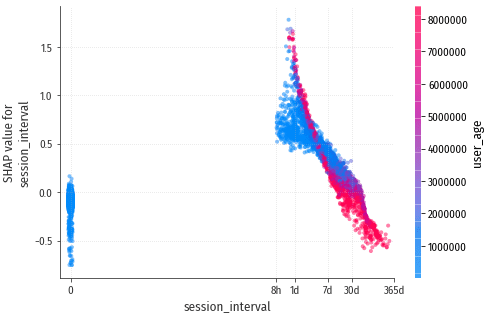 SHAP value for
session_interval
1.5
1.0
0.5
0.0
−0.5
0
8h
1d
7d
30d
365d
session_interval
8000000
7000000
6000000
5000000
4000000
3000000
2000000
1000000
user_age